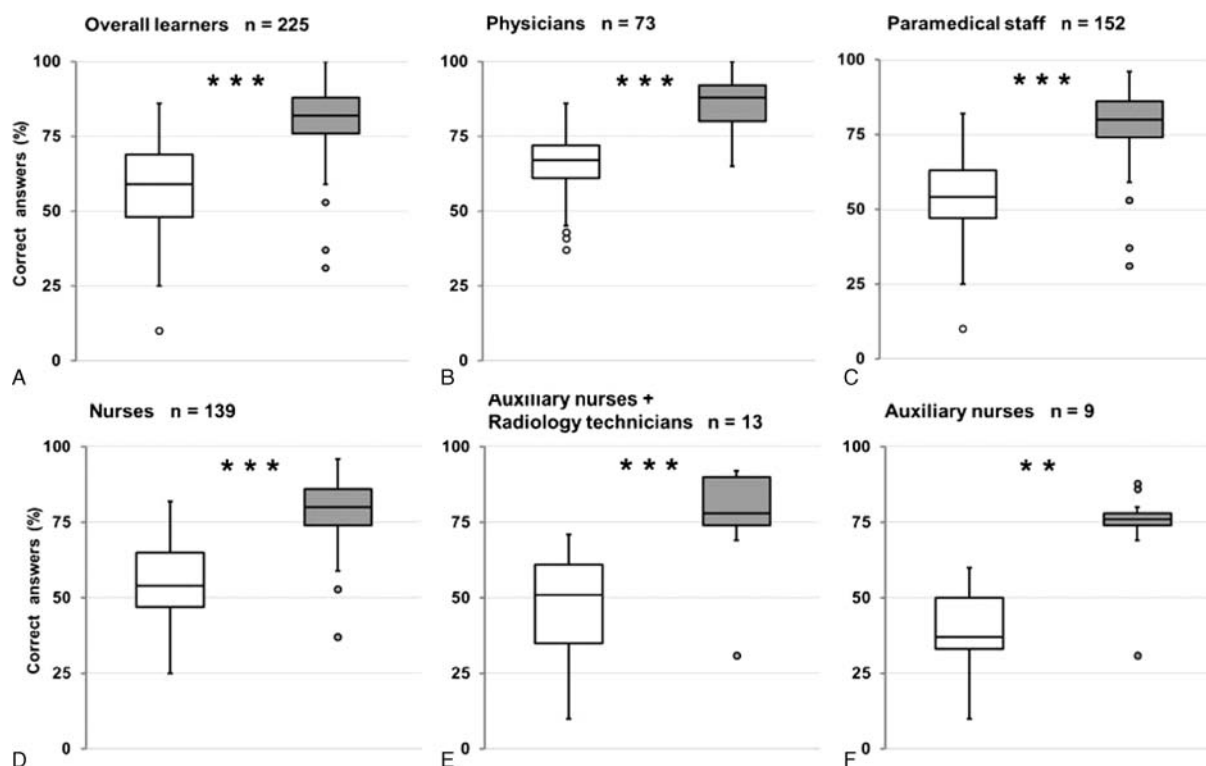 Overall learners n = 225
Physicians n = 73
Paramedical staff n = 152
Correct answers (%)
100
75
50
25
0
* * *
A
100
75
50
25
0
* * *
B
100
75
50
25
0
* * *
C
Nurses n = 139
Auxiliary nurses +
Radiology technicians n = 13
Auxiliary nurses n = 9
Correct answers (%)
100
75
50
25
0
* * *
D
100
75
50
25
0
* * *
E
100
75
50
25
0
* *
F